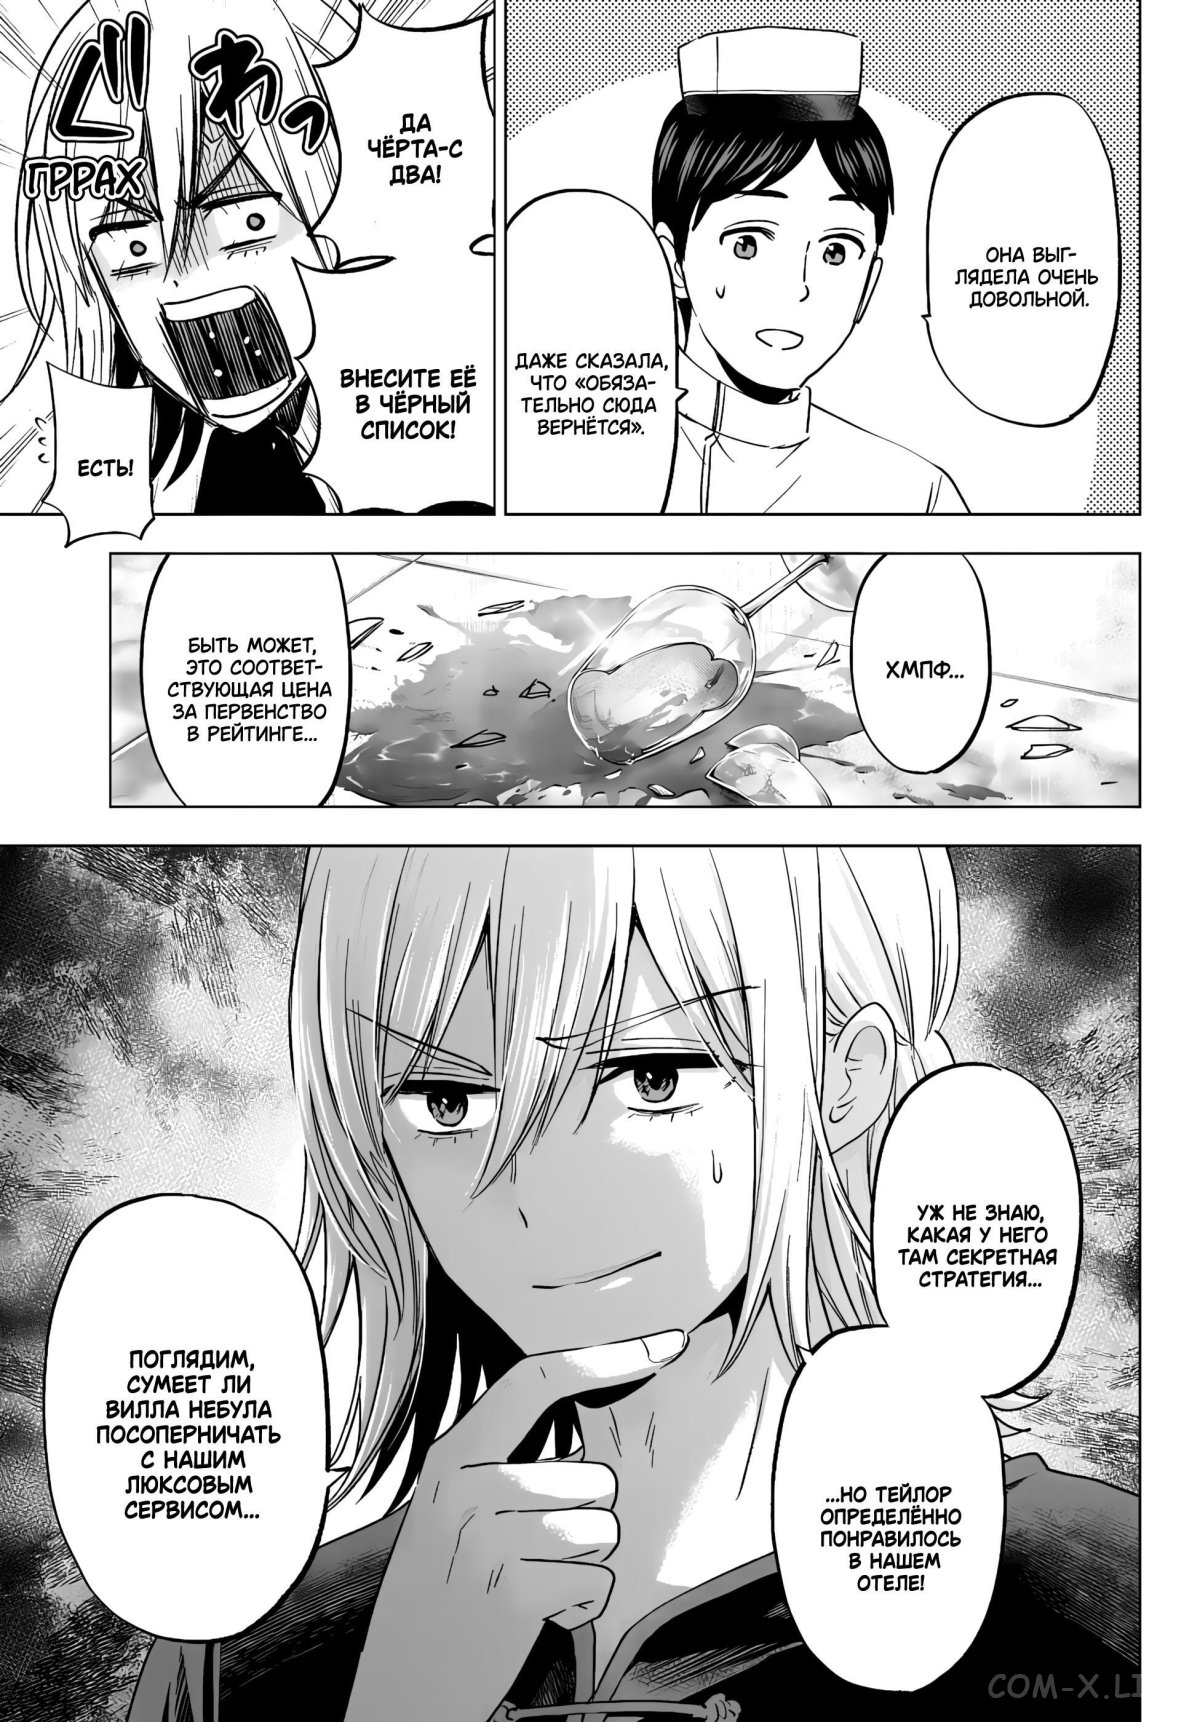 ОНА ВЫГ-
ЛЯДЕЛА ОЧЕНЬ
ДОВОЛЬНОЙ.
ДАЖЕ СКАЗАЛА,
ЧТО «ОБЯЗА-
ТЕЛЬНО СЮДА
ВЕРНЁТСЯ».
ДА
ЧЁРТА-С
ДВА!
ぐわっ
ГРРАХ
ВНЕСИТЕ ЕЁ
В ЧЁРНЫЙ
СПИСОК!
ЕСТЬ!
ХМПФ...
БЫТЬ МОЖЕТ,
ЭТО СООТВЕТ-
СТВУЮЩАЯ ЦЕНА
ЗА ПЕРВЕНСТВО
В РЕЙТИНГЕ...
УЖ НЕ ЗНАЮ,
КАКАЯ У НЕГО
ТАМ СЕКРЕТНАЯ
СТРАТЕГИЯ...
...НО ТЕЙЛОР
ОПРЕДЕЛЁННО
ПОНРАВИЛОСЬ
В НАШЕМ
ОТЕЛЕ!
ПОГЛЯДИМ,
СУМЕЕТ ЛИ
ВИЛЛА НЕБУЛА
ПОСОПЕРНИЧАТЬ
С НАШИМ
ЛЮКСОВЫМ
СЕРВИСОМ...
COM-X.LI